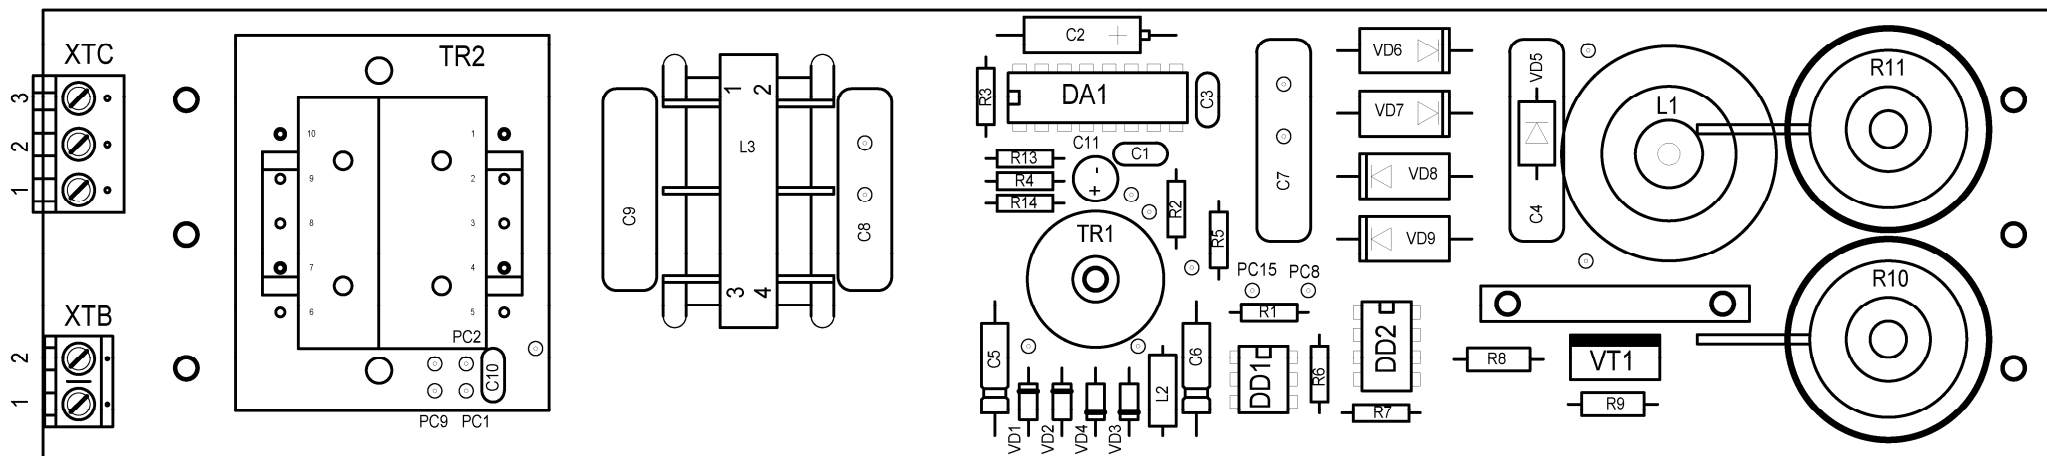 XTC
3
2
1
XTB
2
1
TR2
10
9
8
7
6
1
2
3
4
5
PC2
C10
PC9
PC1
C9
1
2
L3
3
4
C8
C2
R3
DA1
C3
R13
R4
R14
C11
-
+
C1
R2
TR1
R5
C5
C6
VD1
VD2
VD4
VD3
L2
C7
PC15
PC8
R1
DD1
R6
DD2
R7
VD6
VD7
VD8
VD9
VD5
C4
L1
R11
R10
R8
VT1
R9